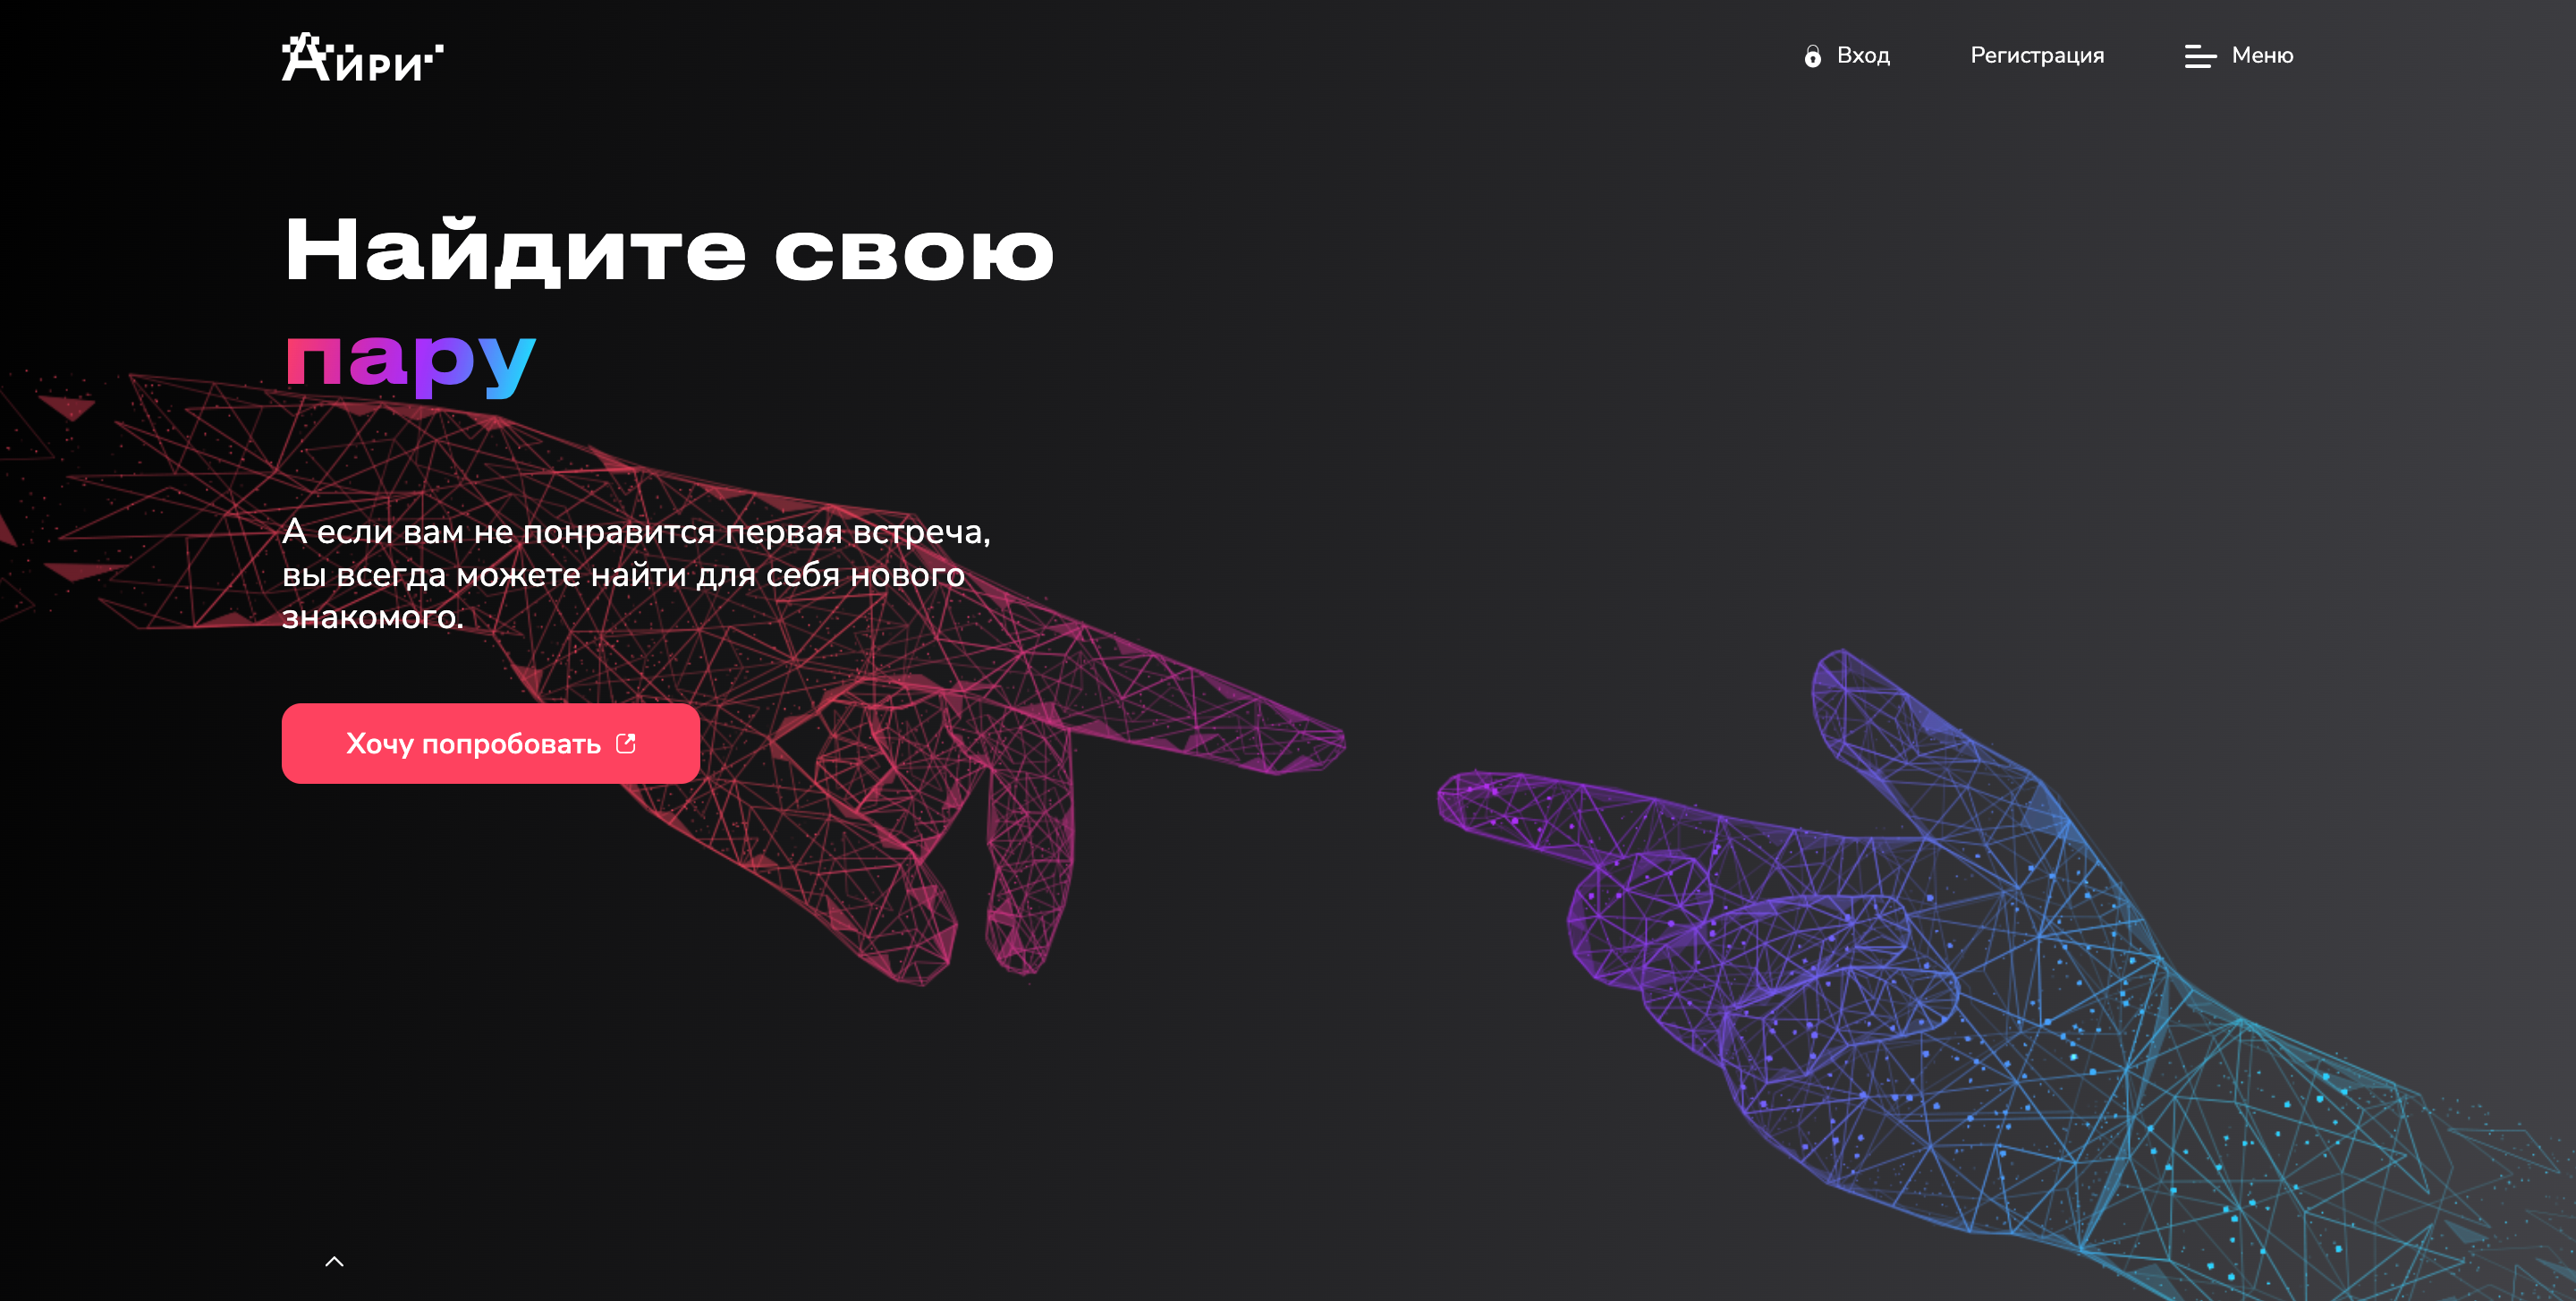 Айри
Вход
Регистрация
Меню
Найдите свою
пару
А если вам не понравится первая встреча,
вы всегда можете найти для себя нового
знакомого.
Хочу попробовать